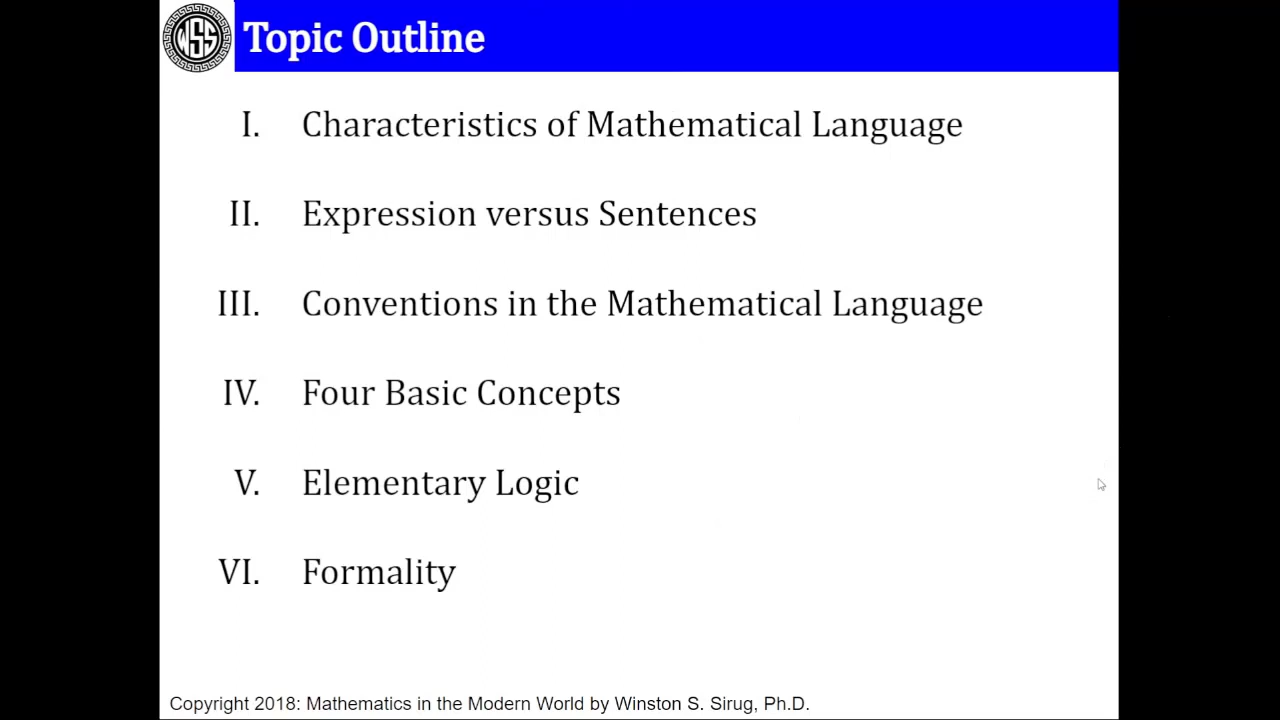 WSS
Topic Outline
I. Characteristics of Mathematical Language
II. Expression versus Sentences
III. Conventions in the Mathematical Language
IV. Four Basic Concepts
V. Elementary Logic
VI. Formality
Copyright 2018: Mathematics in the Modern World by Winston S. Sirug, Ph.D.